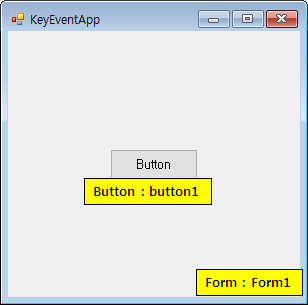 KeyEventApp
Button
Button : button1
Form : Form1